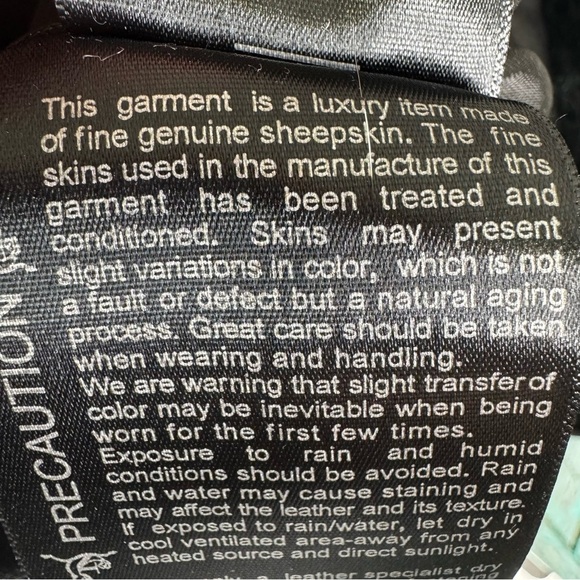 This garment is a luxury item made
of fine genuine sheepskin. The fine
skins used in the manufacture of this
garment has been treated and
conditioned. Skins may present
slight variations in color, which is not
a fault or defect but a natural aging
process. Great care should be taken
when wearing and handling.
We are warning that slight transfer of
color may be inevitable when being
worn for the first few times.
Exposure to rain and humid
conditions should be avoided. Rain
and water may cause staining and
may affect the leather and its texture.
If exposed to rain/water, let dry in
cool ventilated area-away from any
heated source and direct sunlight.
a leather specialist dry
PRECAUTION